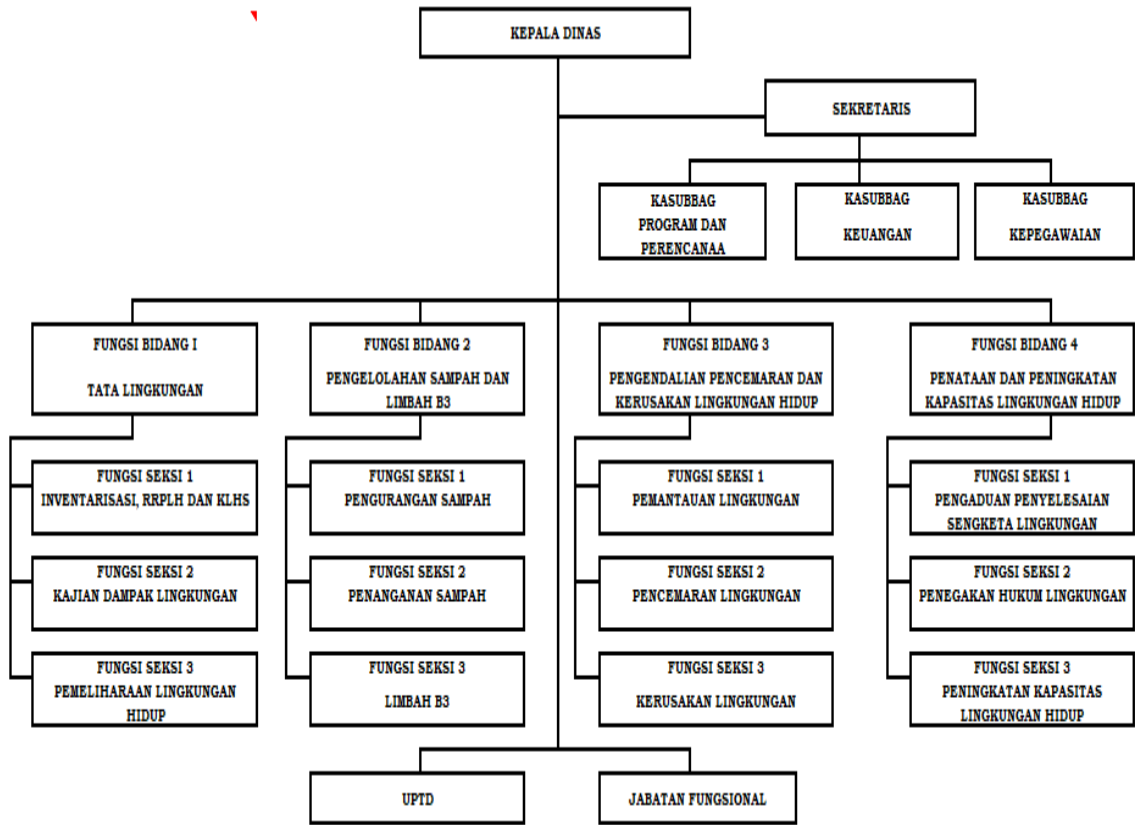 KEPALA DINAS
SEKRETARIS
KASUBBAG
PROGRAM DAN
PERENCANAA
KASUBBAG
KEUANGAN
KASUBBAG
KEPEGAWAIAN
FUNGSI BIDANG I
TATA LINGKUNGAN
FUNGSI BIDANG 2
PENGELOLAHAN SAMPAH DAN
LIMBAH B3
FUNGSI BIDANG 3
PENGENDALIAN PENCEMARAN DAN
KERUSAKAN LINGKUNGAN HIDUP
FUNGSI BIDANG 4
PENATAAN DAN PENINGKATAN
KAPASITAS LINGKUNGAN HIDUP
FUNGSI SEKSI 1
INVENTARISASI, RRPLH DAN KLHS
FUNGSI SEKSI 1
PENGURANGAN SAMPAH
FUNGSI SEKSI 1
PEMANTAUAN LINGKUNGAN
FUNGSI SEKSI 1
PENGADUAN PENYELESAIAN
SENGKETA LINGKUNGAN
FUNGSI SEKSI 2
KAJIAN DAMPAK LINGKUNGAN
FUNGSI SEKSI 2
PENANGANAN SAMPAH
FUNGSI SEKSI 2
PENCEMARAN LINGKUNGAN
FUNGSI SEKSI 2
PENEGAKAN HUKUM LINGKUNGAN
FUNGSI SEKSI 3
PEMELIHARAAN LINGKUNGAN
HIDUP
FUNGSI SEKSI 3
LIMBAH B3
FUNGSI SEKSI 3
KERUSAKAN LINGKUNGAN
FUNGSI SEKSI 3
PENINGKATAN KAPASITAS
LINGKUNGAN HIDUP
UPTD
JABATAN FUNGSIONAL